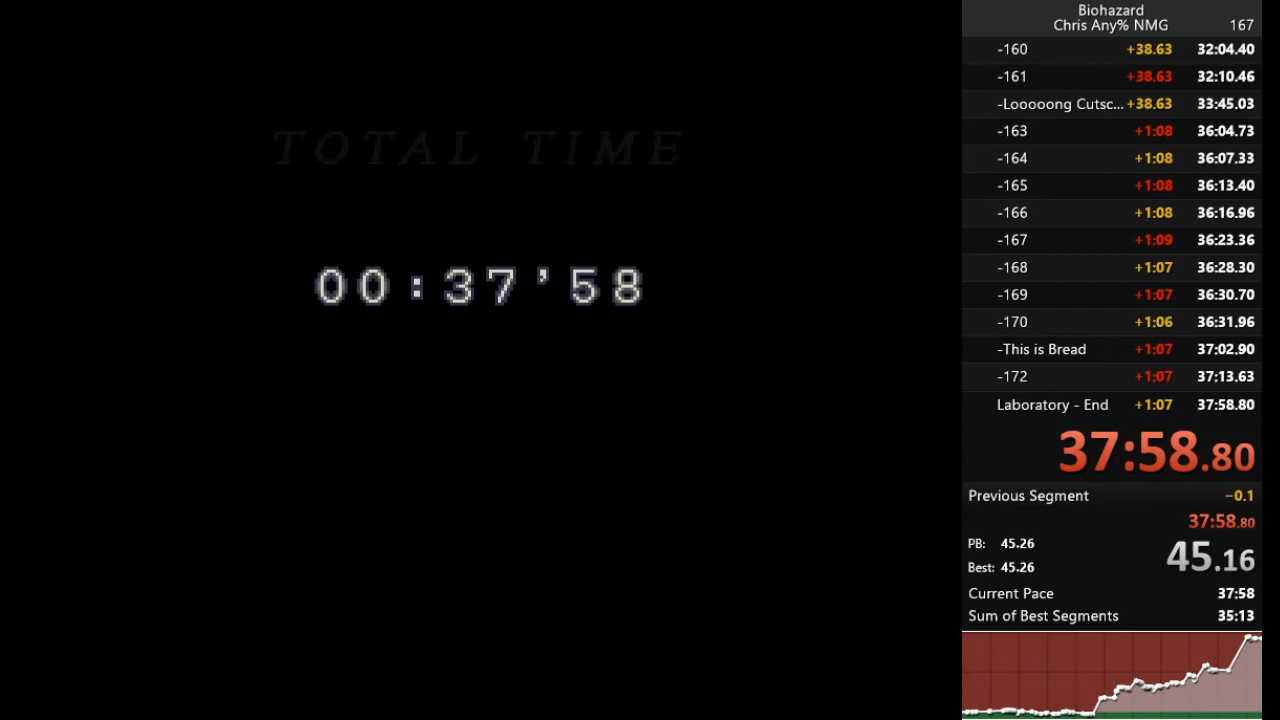 TOTAL TIME
00:37'58
Biohazard
Chris Any% NMG 167
-160 +38.63 32:04.40
-161 +38.63 32:10.46
-Looooong Cutsc... +38.63 33:45.03
-163 +1:08 36:04.73
-164 +1:08 36:07.33
-165 +1:08 36:13.40
-166 +1:08 36:16.96
-167 +1:09 36:23.36
-168 +1:07 36:28.30
-169 +1:07 36:30.70
-170 +1:06 36:31.96
-This is Bread +1:07 37:02.90
-172 +1:07 37:13.63
Laboratory - End +1:07 37:58.80
37:58.80
Previous Segment −0.1
37:58.80
PB: 45.26
45.16
Best: 45.26
Current Pace 37:58
Sum of Best Segments 35:13